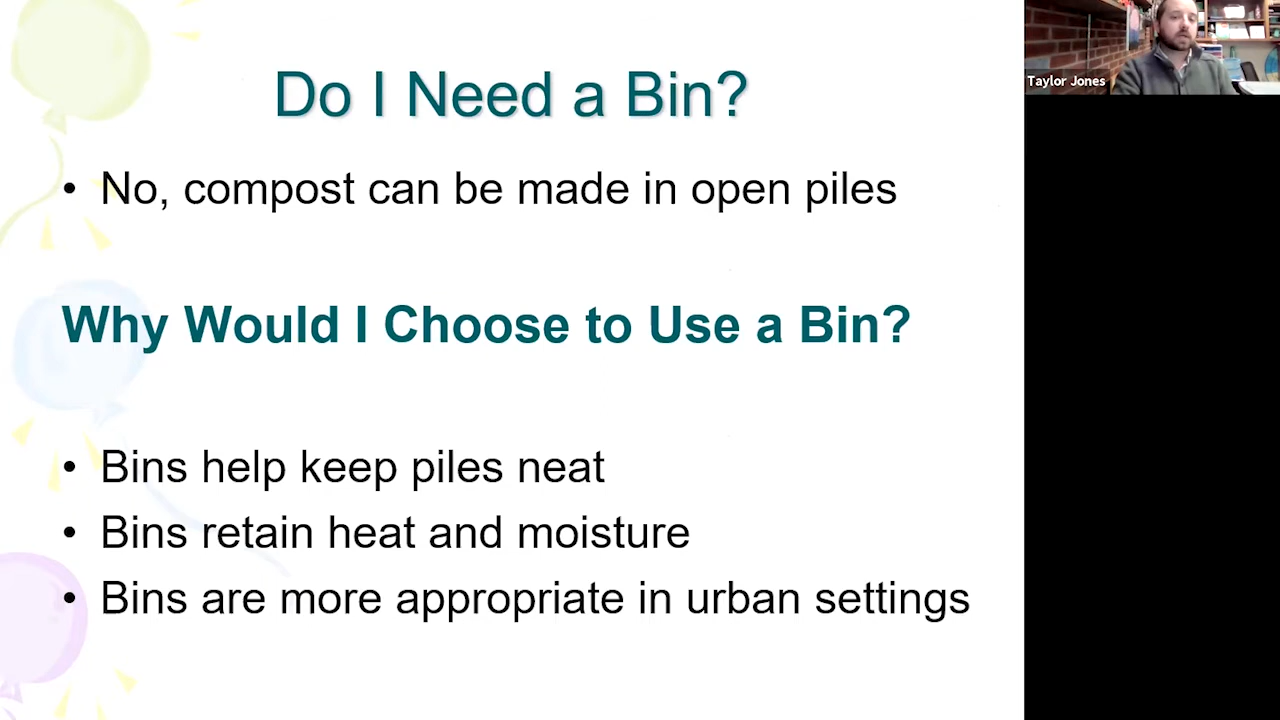 Do I Need a Bin?
• No, compost can be made in open piles
Why Would I Choose to Use a Bin?
• Bins help keep piles neat
• Bins retain heat and moisture
• Bins are more appropriate in urban settings
Taylor Jones